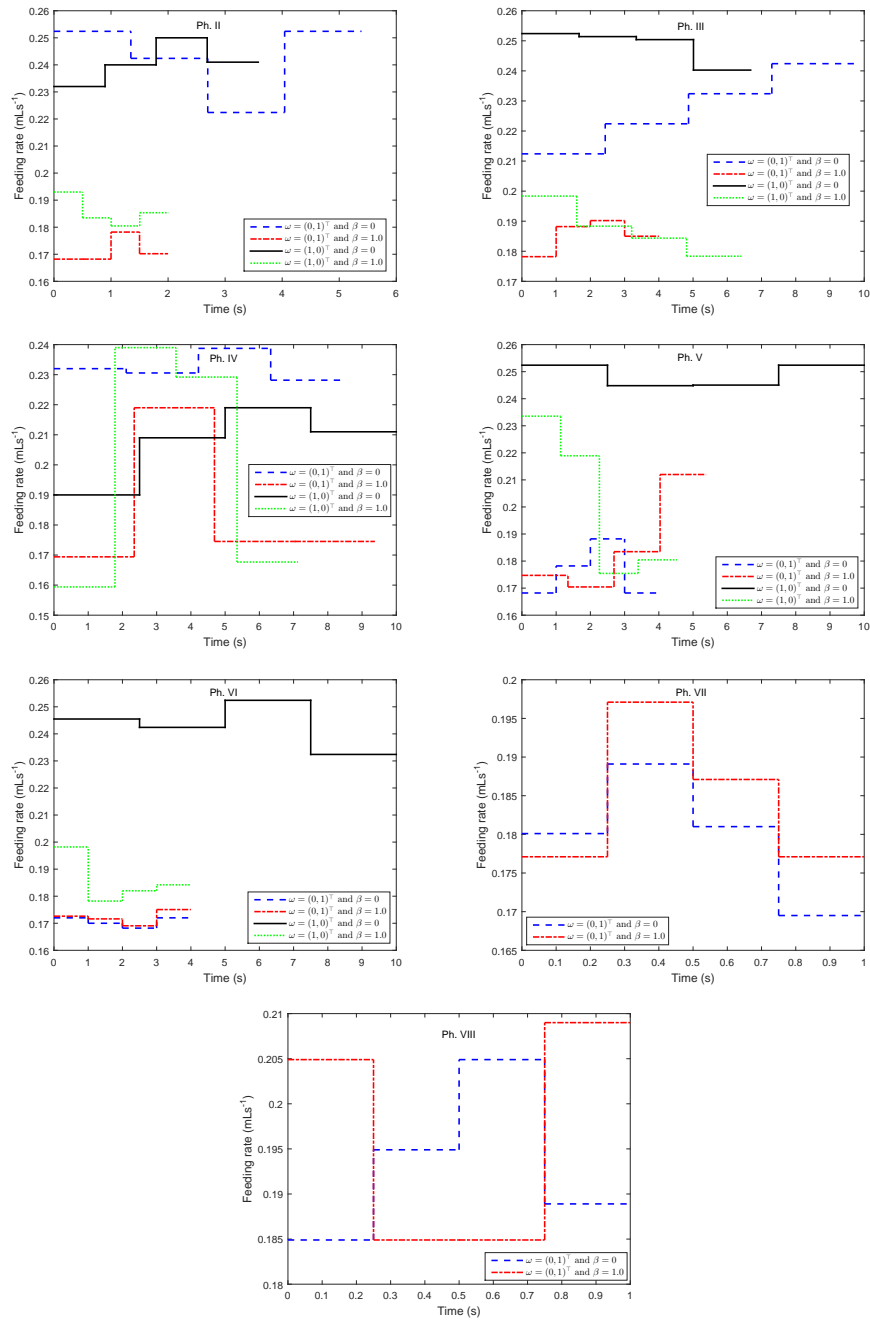 Ph. II
0.26
0.25
0.24
0.23
0.22
0.21
0.2
0.19
0.18
0.17
0.16
Feeding rate (mLs⁻¹)
ω = (0, 1)⊤ and β = 0
ω = (0, 1)⊤ and β = 1.0
ω = (1, 0)⊤ and β = 0
ω = (1, 0)⊤ and β = 1.0
0 1 2 3 4 5 6
Time (s)
Ph. III
0.26
0.25
0.24
0.23
0.22
0.21
0.2
0.19
0.18
0.17
Feeding rate (mLs⁻¹)
ω = (0, 1)⊤ and β = 0
ω = (0, 1)⊤ and β = 1.0
ω = (1, 0)⊤ and β = 0
ω = (1, 0)⊤ and β = 1.0
0 1 2 3 4 5 6 7 8 9 10
Time (s)
Ph. IV
0.24
0.23
0.22
0.21
0.2
0.19
0.18
0.17
0.16
0.15
Feeding rate (mLs⁻¹)
ω = (0, 1)⊤ and β = 0
ω = (0, 1)⊤ and β = 1.0
ω = (1, 0)⊤ and β = 0
ω = (1, 0)⊤ and β = 1.0
0 1 2 3 4 5 6 7 8 9 10
Time (s)
Ph. V
0.26
0.25
0.24
0.23
0.22
0.21
0.2
0.19
0.18
0.17
0.16
Feeding rate (mLs⁻¹)
ω = (0, 1)⊤ and β = 0
ω = (0, 1)⊤ and β = 1.0
ω = (1, 0)⊤ and β = 0
ω = (1, 0)⊤ and β = 1.0
0 1 2 3 4 5 6 7 8 9 10
Time (s)
Ph. VI
0.26
0.25
0.24
0.23
0.22
0.21
0.2
0.19
0.18
0.17
0.16
Feeding rate (mLs⁻¹)
ω = (0, 1)⊤ and β = 0
ω = (0, 1)⊤ and β = 1.0
ω = (1, 0)⊤ and β = 0
ω = (1, 0)⊤ and β = 1.0
0 1 2 3 4 5 6 7 8 9 10
Time (s)
Ph. VII
0.2
0.195
0.19
0.185
0.18
0.175
0.17
0.165
Feeding rate (mLs⁻¹)
ω = (0, 1)⊤ and β = 0
ω = (0, 1)⊤ and β = 1.0
0 0.1 0.2 0.3 0.4 0.5 0.6 0.7 0.8 0.9 1
Time (s)
Ph. VIII
0.21
0.205
0.2
0.195
0.19
0.185
0.18
Feeding rate (mLs⁻¹)
ω = (0, 1)⊤ and β = 0
ω = (0, 1)⊤ and β = 1.0
0 0.1 0.2 0.3 0.4 0.5 0.6 0.7 0.8 0.9 1
Time (s)